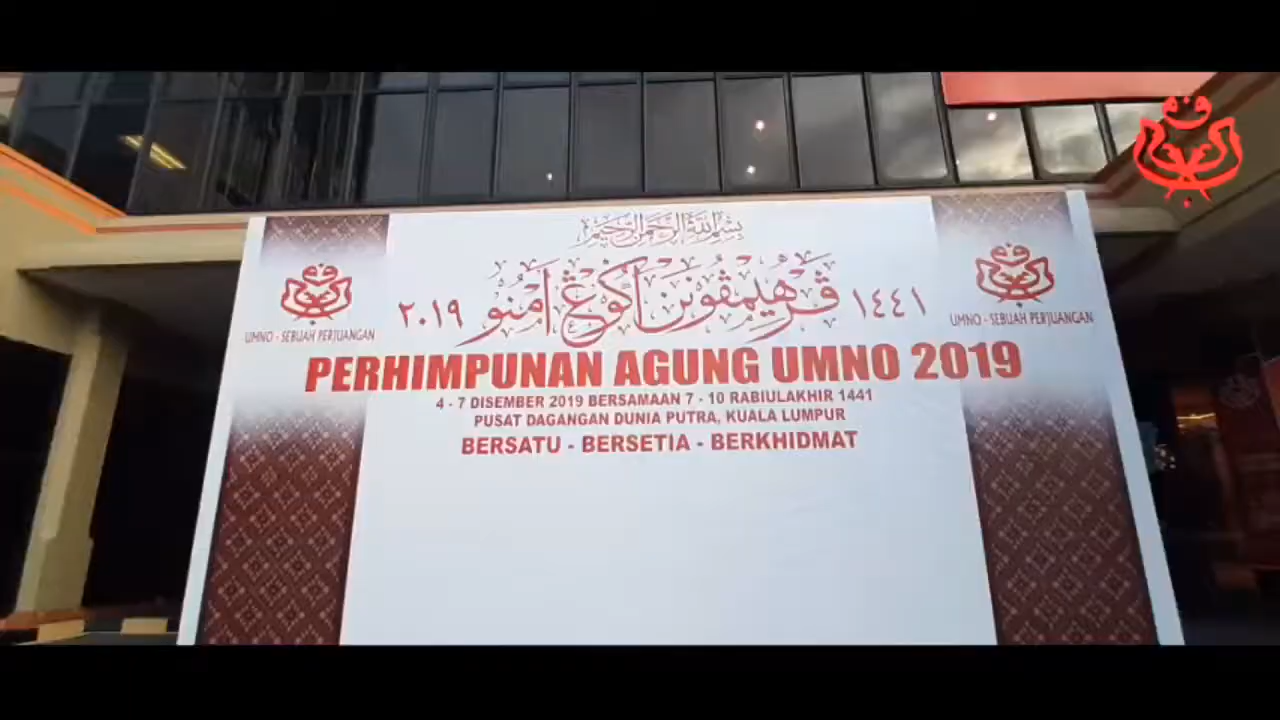 بسم الله الرحمن الرحيم
١٤٤١ ڤرهيمڤونن اݢوڠ امنو ٢٠١٩
UMNO - SEBUAH PERJUANGAN
UMNO - SEBUAH PERJUANGAN
PERHIMPUNAN AGUNG UMNO 2019
4 - 7 DISEMBER 2019 BERSAMAAN 7 - 10 RABIULAKHIR 1441
PUSAT DAGANGAN DUNIA PUTRA, KUALA LUMPUR
BERSATU - BERSETIA - BERKHIDMAT